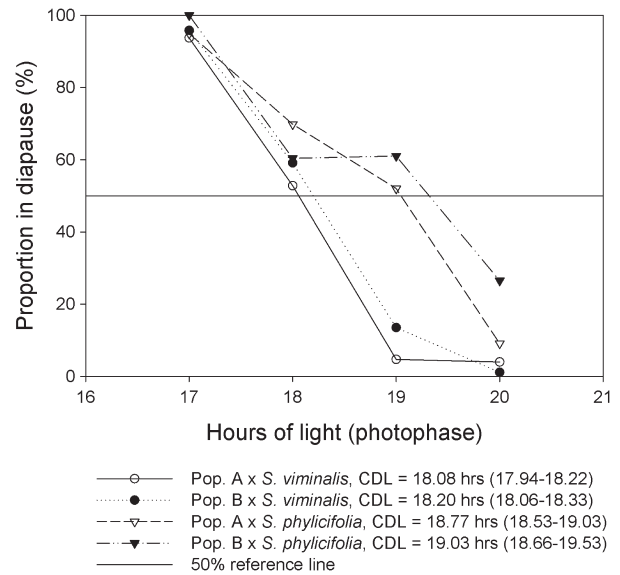 100
80
60
40
20
0
Proportion in diapause (%)
16 17 18 19 20 21
Hours of light (photophase)
Pop. A x S. viminalis, CDL = 18.08 hrs (17.94-18.22)
Pop. B x S. viminalis, CDL = 18.20 hrs (18.06-18.33)
Pop. A x S. phylicifolia, CDL = 18.77 hrs (18.53-19.03)
Pop. B x S. phylicifolia, CDL = 19.03 hrs (18.66-19.53)
50% reference line